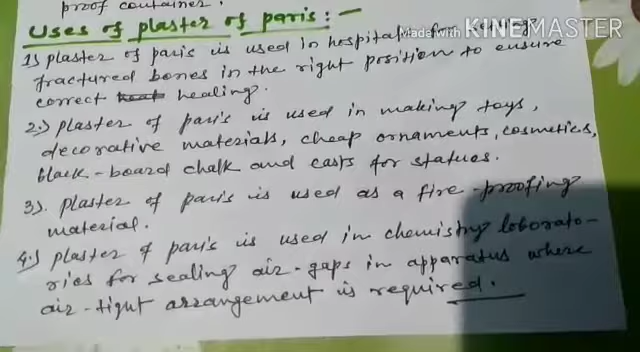 proof container.
Uses of plaster of paris:-
Made with KINEMASTER
1) plaster of paris is used in hospitals for
fractured bones in the right position to ensure
correct healing.
2.) plaster of paris is used in making toys,
decorative materials, cheap ornaments, cosmetics,
black-board chalk and casts for statues.
3). plaster of paris is used as a fire-proofing
material.
4.) plaster of paris is used in chemistry loborato-
ries for sealing air-gaps in apparatus where
air-tight arrangement is required.